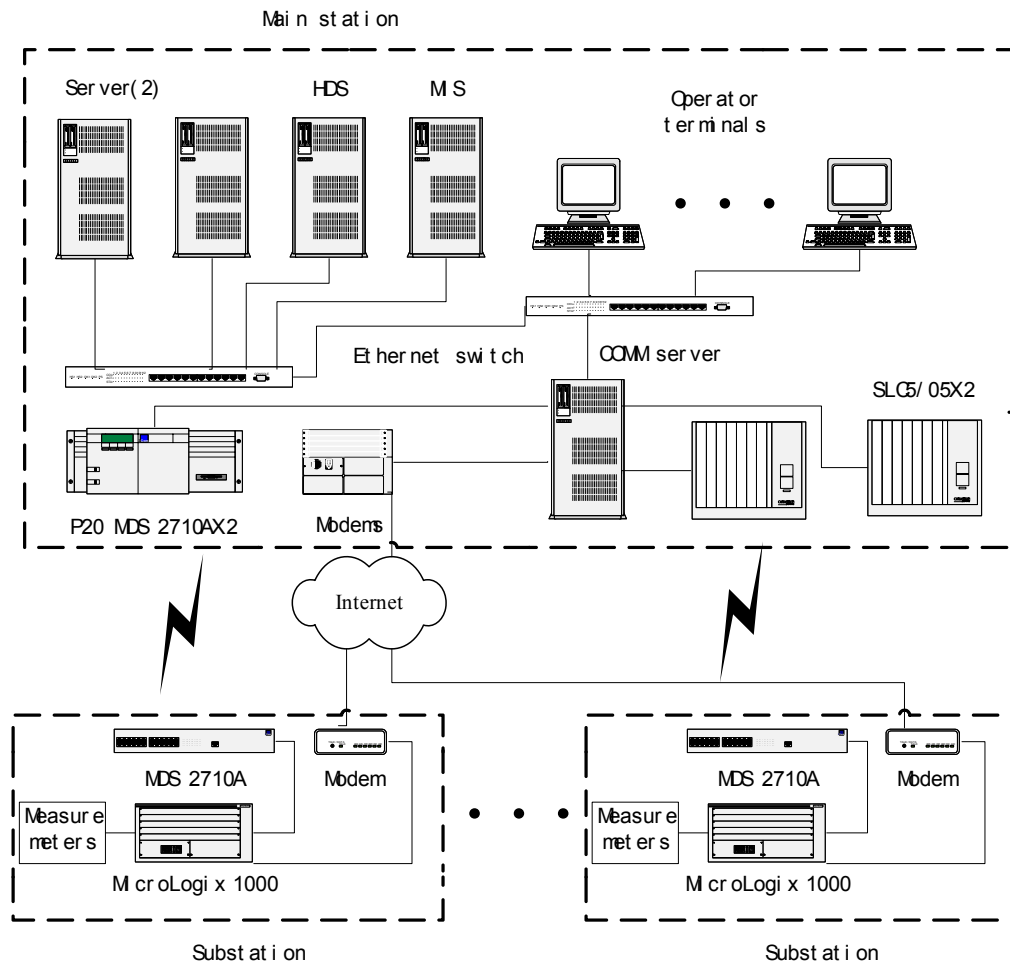 Main station
Server(2)
HDS
MIS
Operator
terminals
Ethernet switch
COMM server
SLC5/05X2
P20 MDS 2710AX2
Modems
Internet
MDS 2710A
Modem
Measure
meters
MicroLogix 1000
MDS 2710A
Modem
Measure
meters
MicroLogix 1000
Substation
Substation